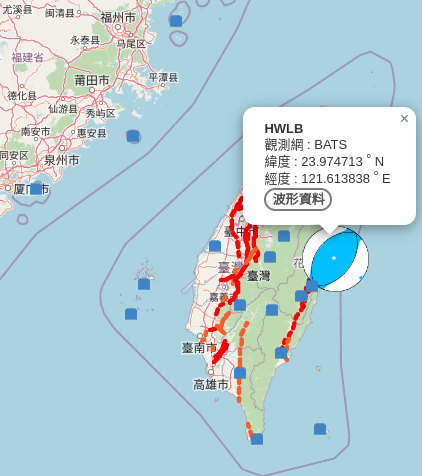 尤溪县
闽清县
福州市
永泰县
马尾区
福建省
莆田市
平潭县
德化县
仙游县
秀屿区
南安市
惠安县
同安区
泉州市
厦门市
HWLB
×
觀測網 : BATS
緯度 : 23.974713 ° N
經度 : 121.613838 ° E
波形資料
臺中市
花
臺灣
嘉義市
臺南市
高雄市